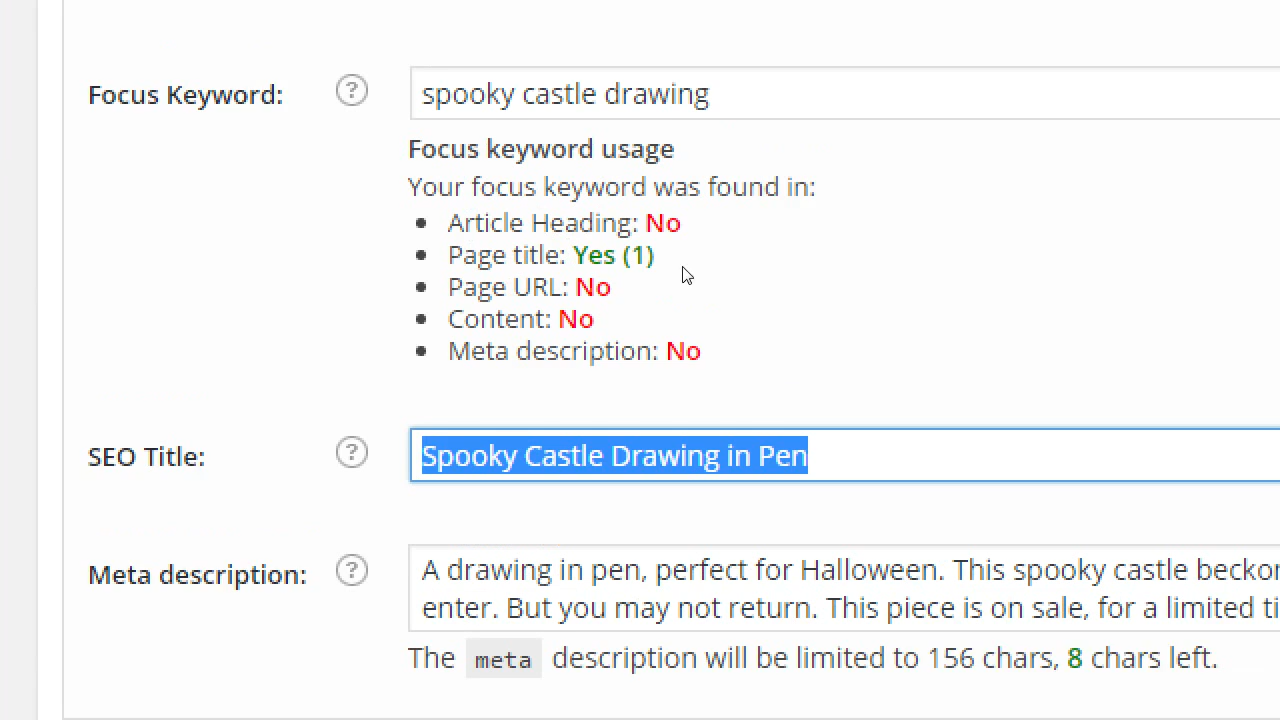 Focus Keyword: ? spooky castle drawing
Focus keyword usage
Your focus keyword was found in:
• Article Heading: No
• Page title: Yes (1)
• Page URL: No
• Content: No
• Meta description: No
SEO Title: ? Spooky Castle Drawing in Pen
Meta description: ? A drawing in pen, perfect for Halloween. This spooky castle
enter. But you may not return. This piece is on sale, for a limited
The meta description will be limited to 156 chars, 8 chars left.